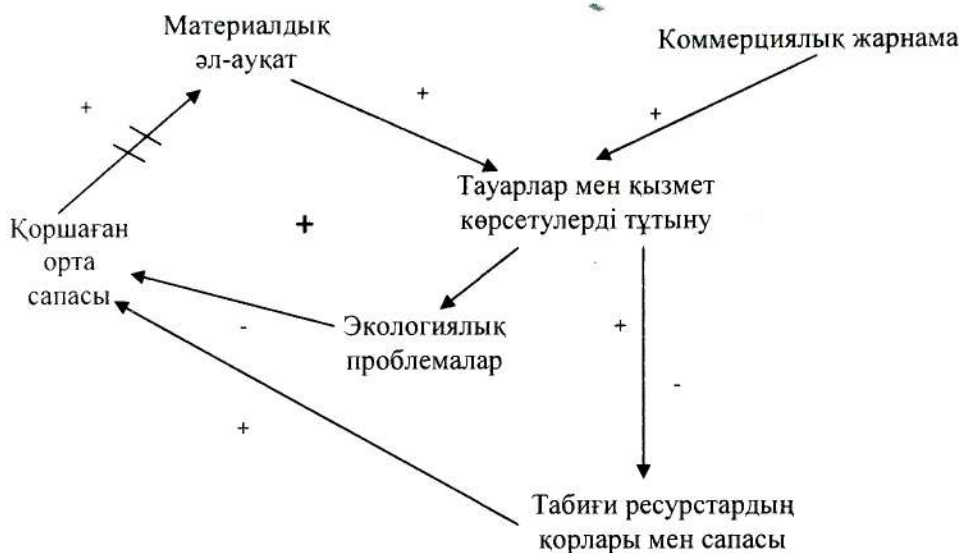 Материалдық
әл-ауқат
Коммерциялық жарнама
+
+
+
Тауарлар мен қызмет
көрсетулерді тұтыну
+
Қоршаған
орта
сапасы
-
Экологиялық
проблемалар
+
-
+
Табиғи ресурстардың
қорлары мен сапасы